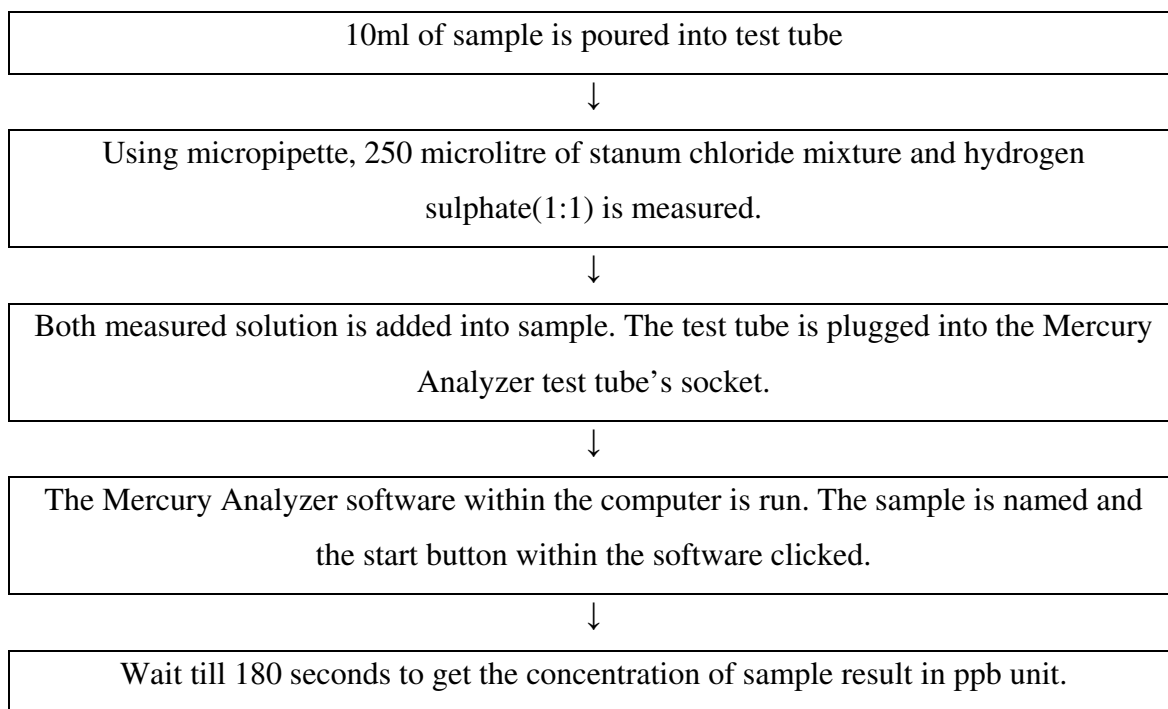 10ml of sample is poured into test tube
↓
Using micropipette, 250 microlitre of stanum chloride mixture and hydrogen
sulphate(1:1) is measured.
↓
Both measured solution is added into sample. The test tube is plugged into the Mercury
Analyzer test tube’s socket.
↓
The Mercury Analyzer software within the computer is run. The sample is named and
the start button within the software clicked.
↓
Wait till 180 seconds to get the concentration of sample result in ppb unit.